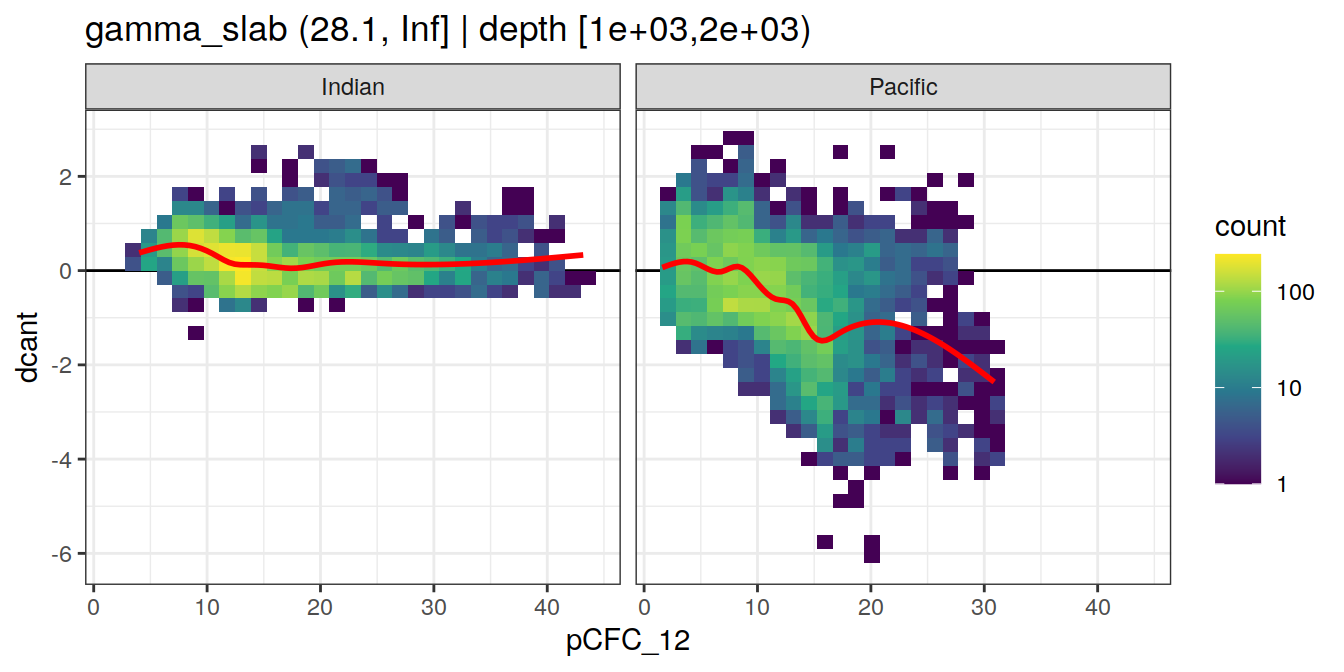 gamma_slab (28.1, Inf] | depth [1e+03,2e+03)
Indian
Pacific
2
0
-2
-4
-6
dcant
0 10 20 30 40
0 10 20 30 40
pCFC_12
count
100
10
1